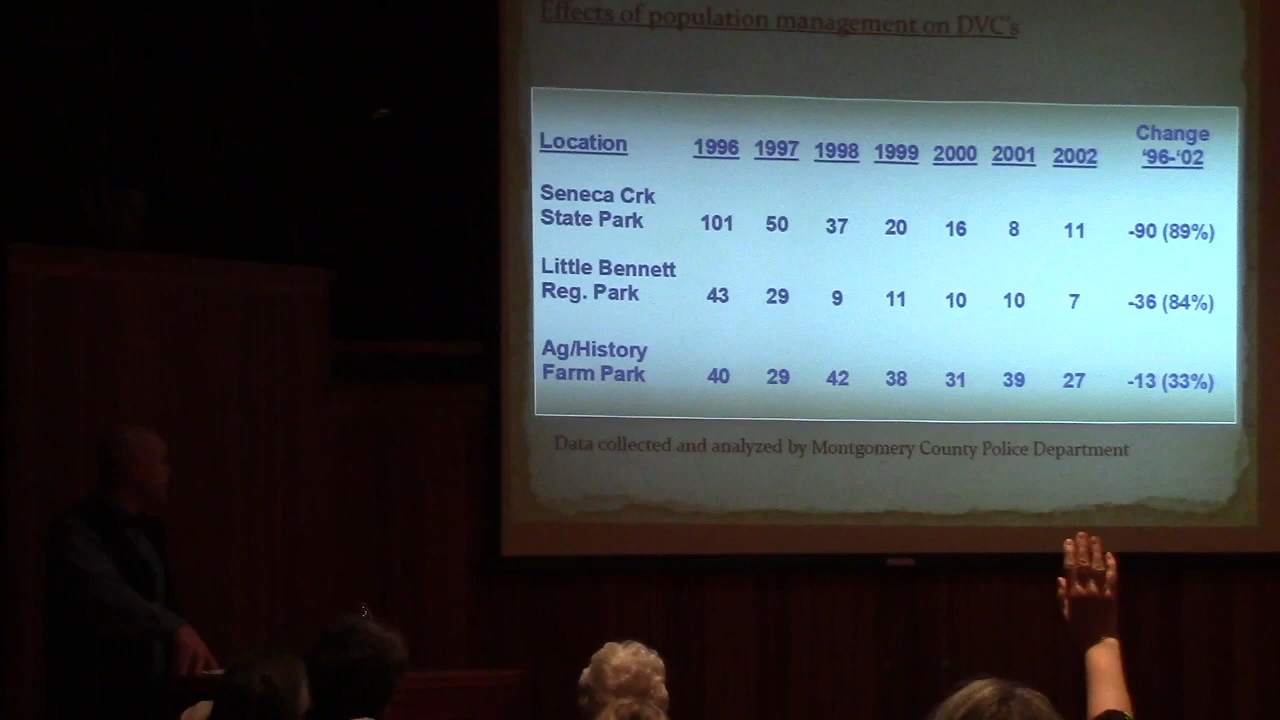 Effects of population management on DVC's
Location 1996 1997 1998 1999 2000 2001 2002 Change '96-'02
Seneca Crk
State Park 101 50 37 20 16 8 11 -90 (89%)
Little Bennett
Reg. Park 43 29 9 11 10 10 7 -36 (84%)
Ag/History
Farm Park 40 29 42 38 31 39 27 -13 (33%)
Data collected and analyzed by Montgomery County Police Department